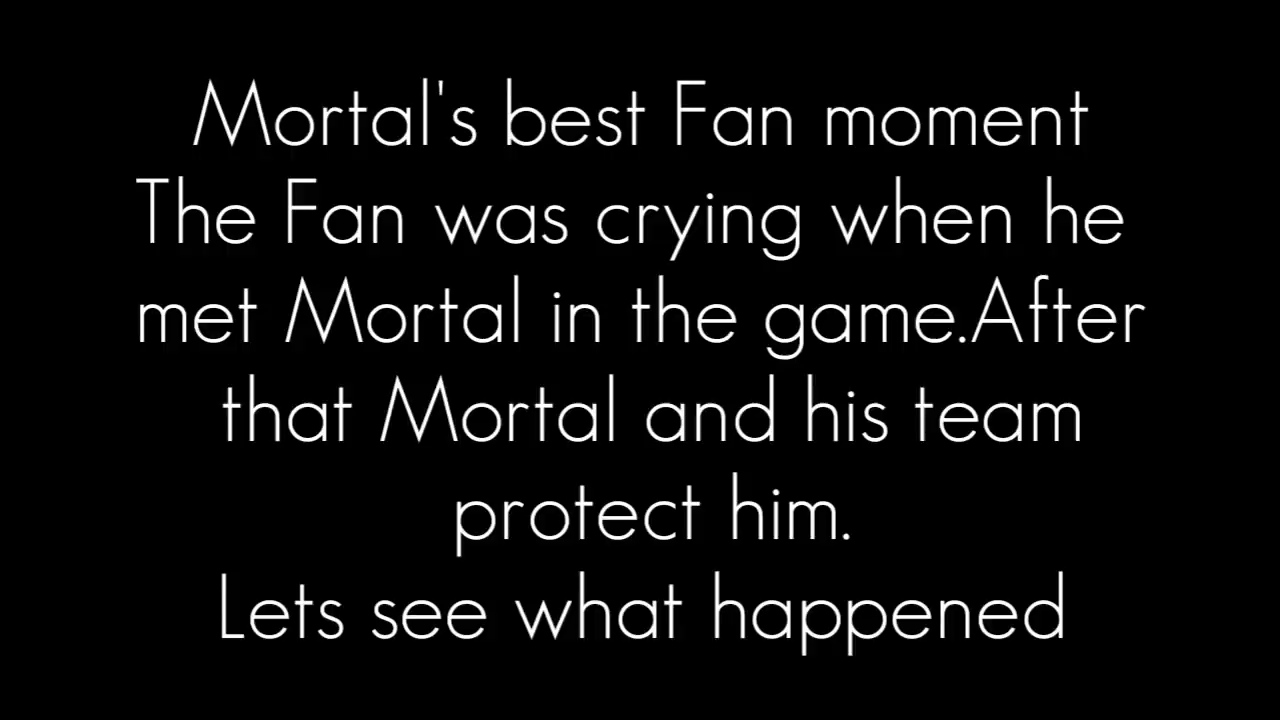 Mortal's best Fan moment
The Fan was crying when he
met Mortal in the game.After
that Mortal and his team
protect him.
Lets see what happened